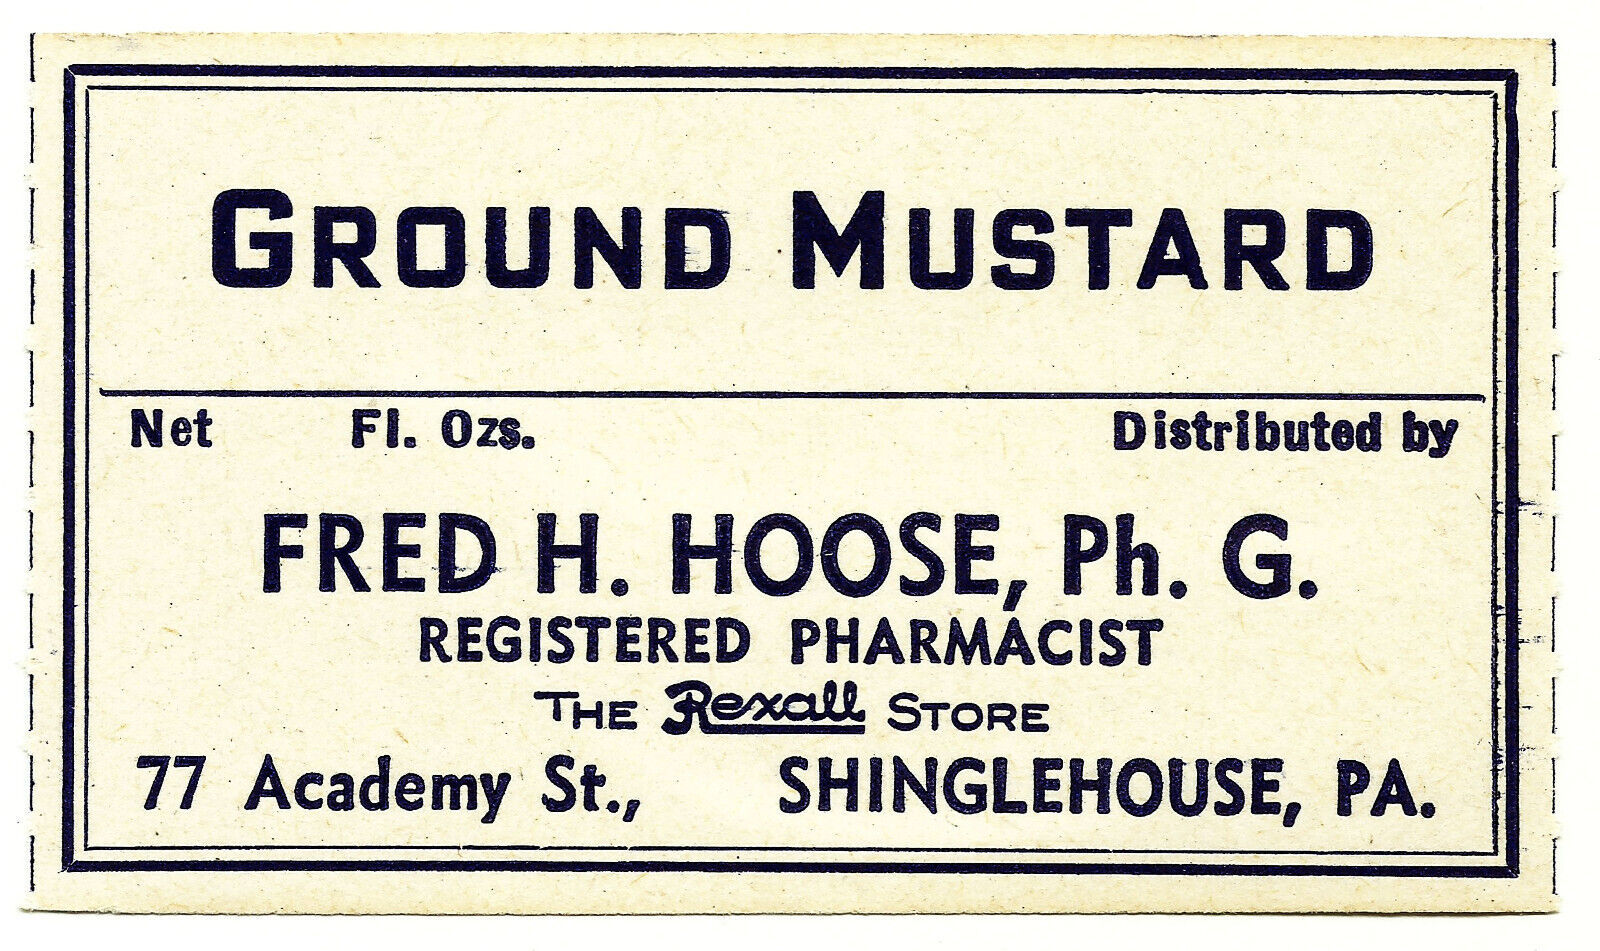 GROUND MUSTARD
Net Fl. Ozs. Distributed by
FRED H. HOOSE, Ph. G.
REGISTERED PHARMACIST
THE Rexall STORE
77 Academy St., SHINGLEHOUSE, PA.